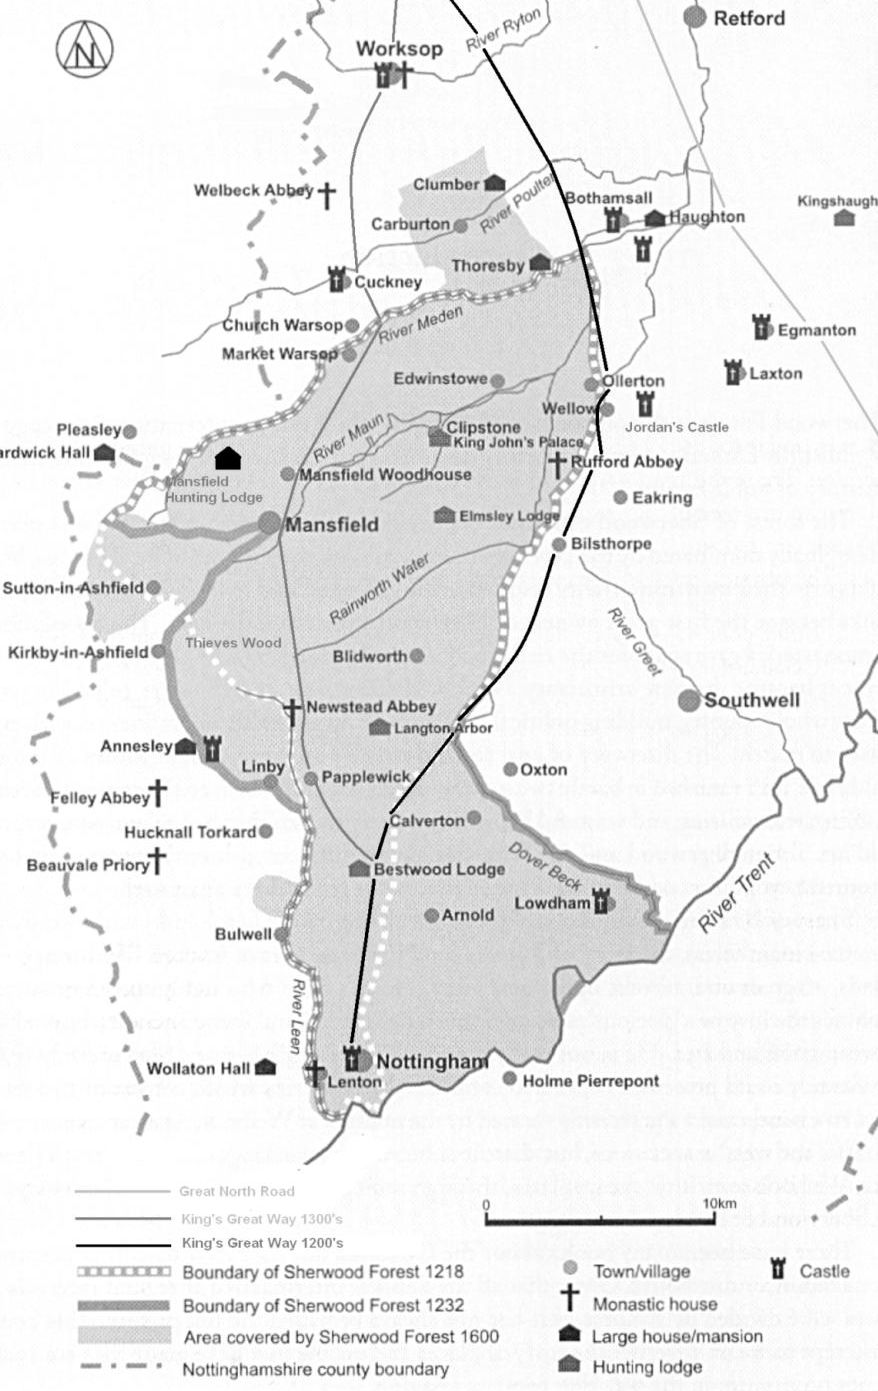 N
Retford
River Ryton
Worksop
Welbeck Abbey
Clumber
River Poulter
Bothamsall
Kingshaugh
Haughton
Carburton
Thoresby
Cuckney
River Meden
Church Warsop
Market Warsop
Egmanton
Laxton
Edwinstowe
Ollerton
Wellow
Jordan's Castle
Pleasley
River Maun
Clipstone
King John's Palace
ardwick Hall
Rufford Abbey
Mansfield
Hunting Lodge
Mansfield Woodhouse
Eakring
Elmsley Lodge
Mansfield
Bilsthorpe
Sutton-in-Ashfield
Rainworth Water
River Greet
Kirkby-in-Ashfield
Thieves Wood
Blidworth
Southwell
Newstead Abbey
Langton Arbor
Annesley
Linby
Papplewick
Oxton
Felley Abbey
Calverton
Hucknall Torkard
Beauvale Priory
Bestwood Lodge
Dover Beck
Lowdham
River Trent
Arnold
Bulwell
River Leen
Wollaton Hall
Nottingham
Lenton
Holme Pierrepont
Great North Road
King's Great Way 1300's
King's Great Way 1200's
0 10km
Boundary of Sherwood Forest 1218
Boundary of Sherwood Forest 1232
Area covered by Sherwood Forest 1600
Nottinghamshire county boundary
Town/village
Castle
Monastic house
Large house/mansion
Hunting lodge